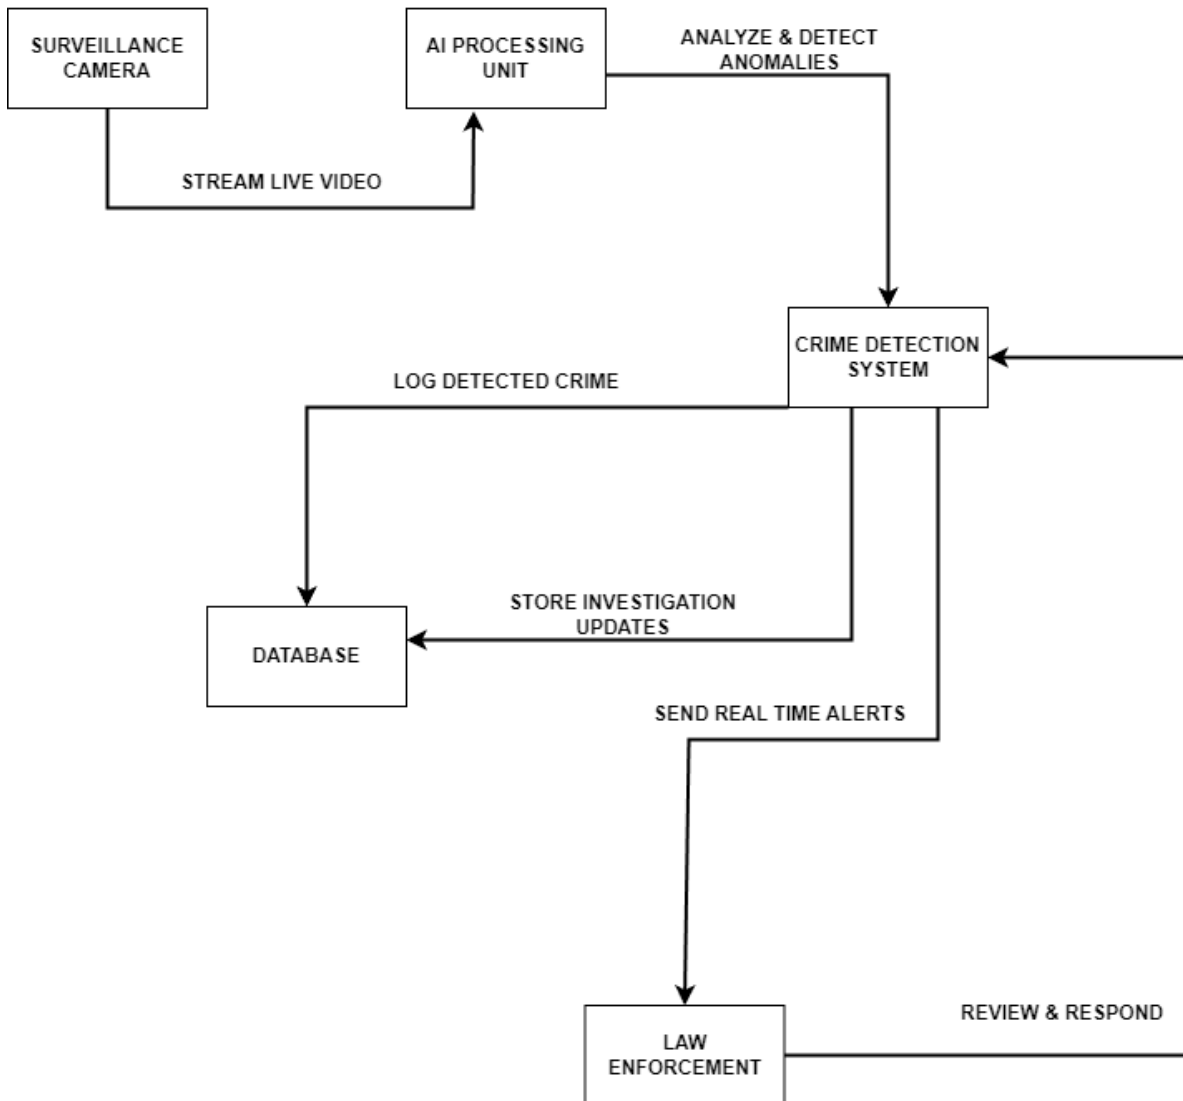 SURVEILLANCE
CAMERA
AI PROCESSING
UNIT
ANALYZE & DETECT
ANOMALIES
STREAM LIVE VIDEO
CRIME DETECTION
SYSTEM
LOG DETECTED CRIME
STORE INVESTIGATION
UPDATES
DATABASE
SEND REAL TIME ALERTS
REVIEW & RESPOND
LAW
ENFORCEMENT